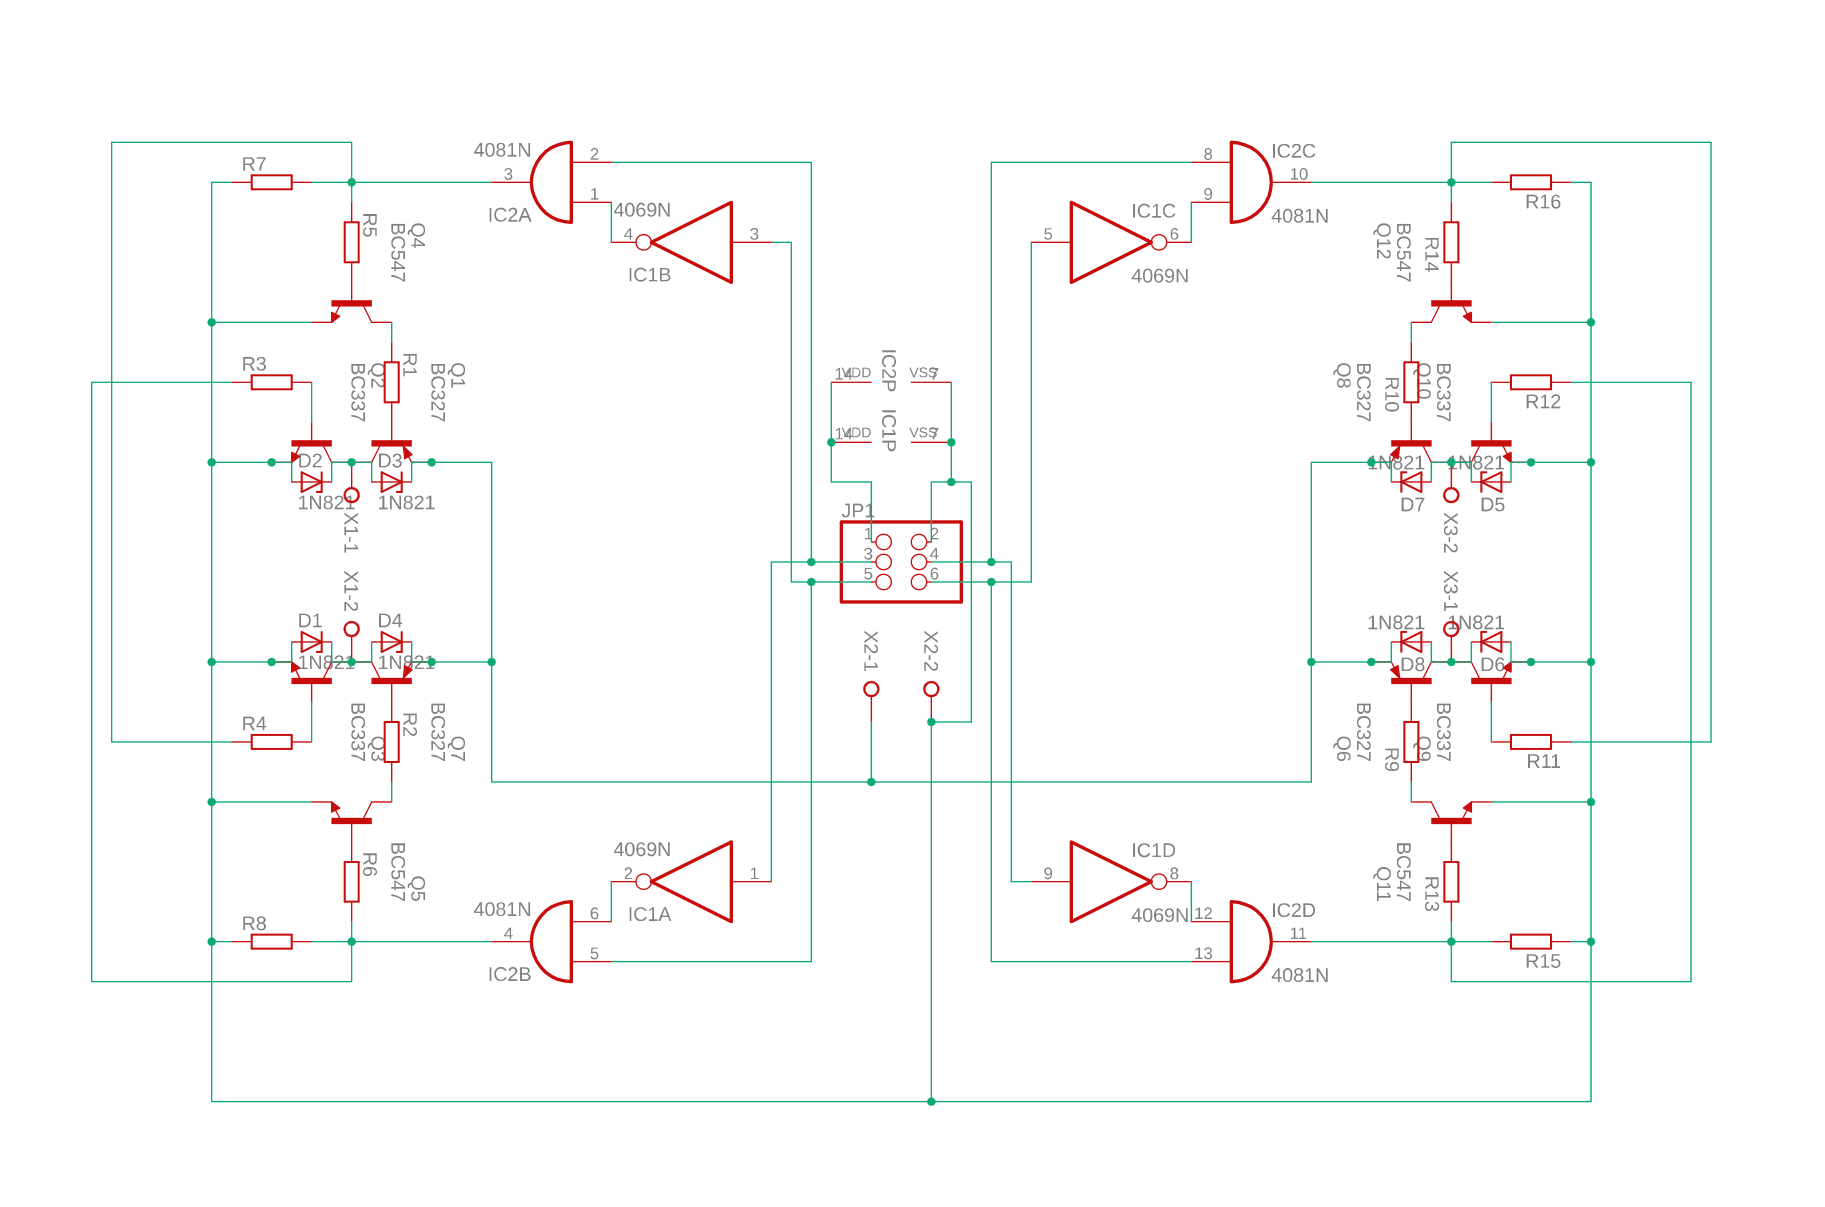 R7
4081N
2
3
1
IC2A
4069N
4
3
IC1B
R5
Q4
BC547
R3
Q2
BC337
R1
Q1
BC327
D2
D3
1N821
1N821
X1-1
X1-2
D1
D4
1N821
1N821
R4
BC337
Q3
R2
BC327
Q7
R6
BC547
Q5
R8
4081N
6
4
5
IC2B
4069N
2
1
IC1A
IC2P
14
VDD
VSS
7
IC1P
14
VDD
VSS
7
JP1
1
2
3
4
5
6
X2-1
X2-2
8
IC2C
10
9
4081N
IC1C
5
6
4069N
R16
Q12
BC547
R14
Q8
BC327
R10
Q10
BC337
R12
1N821
1N821
D7
D5
X3-2
X3-1
1N821
1N821
D8
D6
BC327
Q6
R9
BC337
Q9
R11
BC547
Q11
R13
IC1D
9
8
4069N
12
IC2D
11
13
4081N
R15